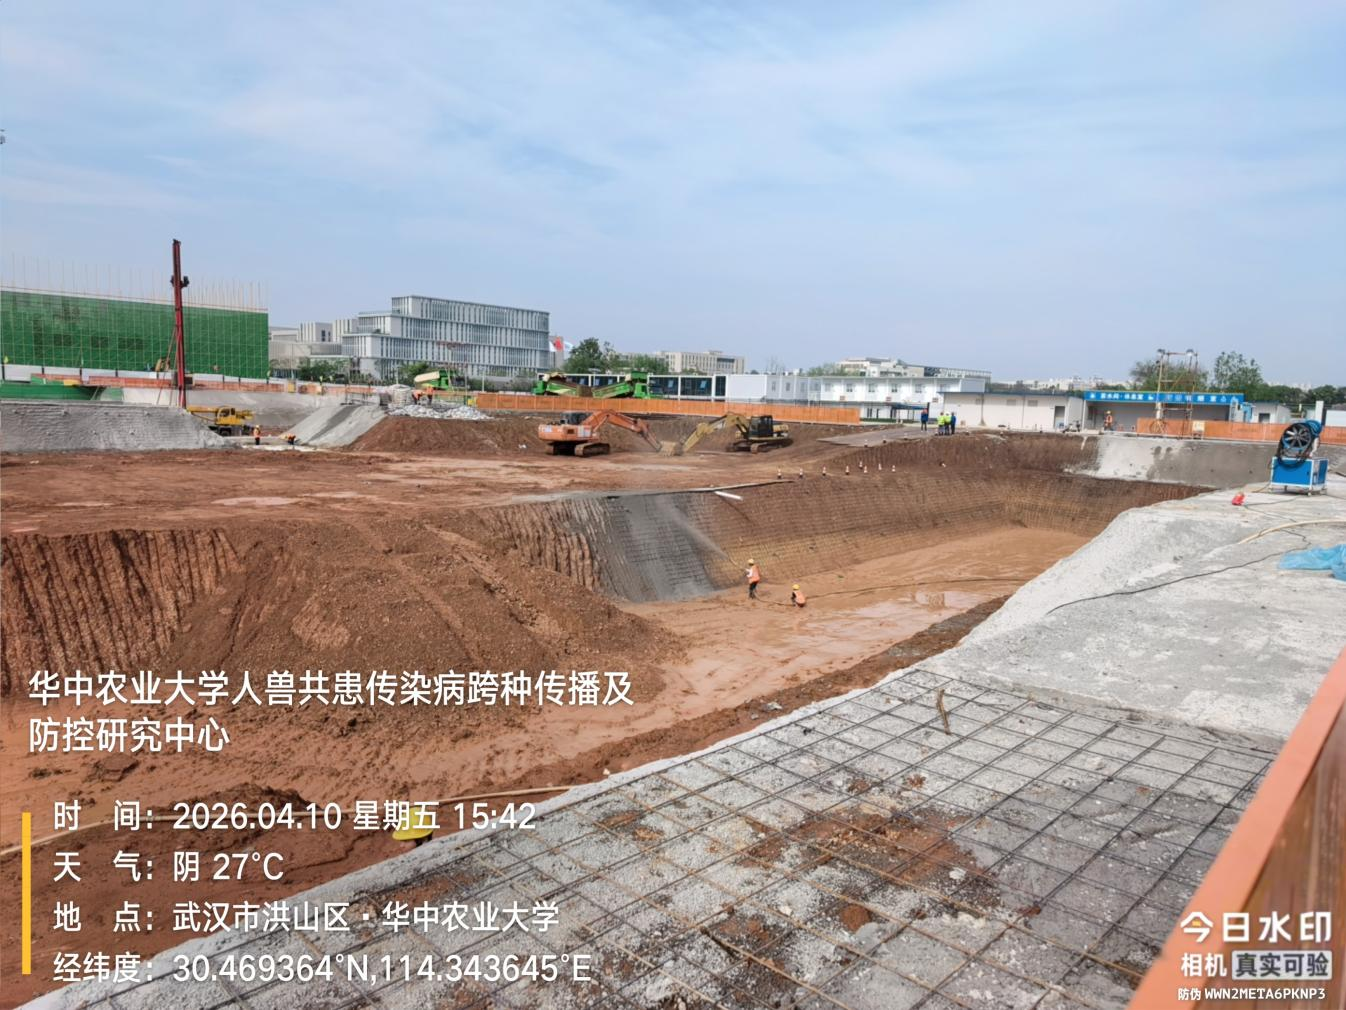 华中农业大学人兽共患传染病跨种传播及
防控研究中心
时 间：2026.04.10 星期五 15:42
天 气：阴 27℃
地 点：武汉市洪山区·华中农业大学
经纬度：30.469364°N,114.343645°E
今日水印
相机 真实可验
防伪 WWN2META6PKNP3